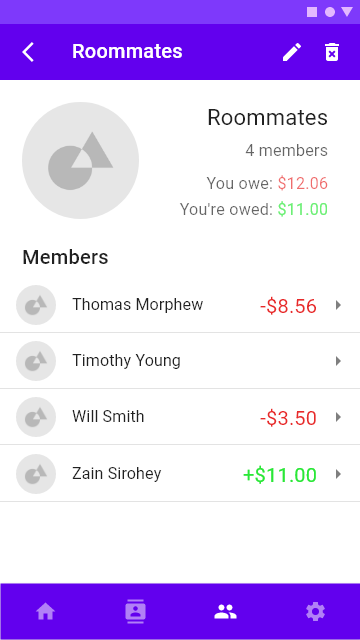 Roommates
Roommates
4 members
You owe: $12.06
You're owed: $11.00
Members
Thomas Morphew -$8.56
Timothy Young
Will Smith -$3.50
Zain Sirohey +$11.00